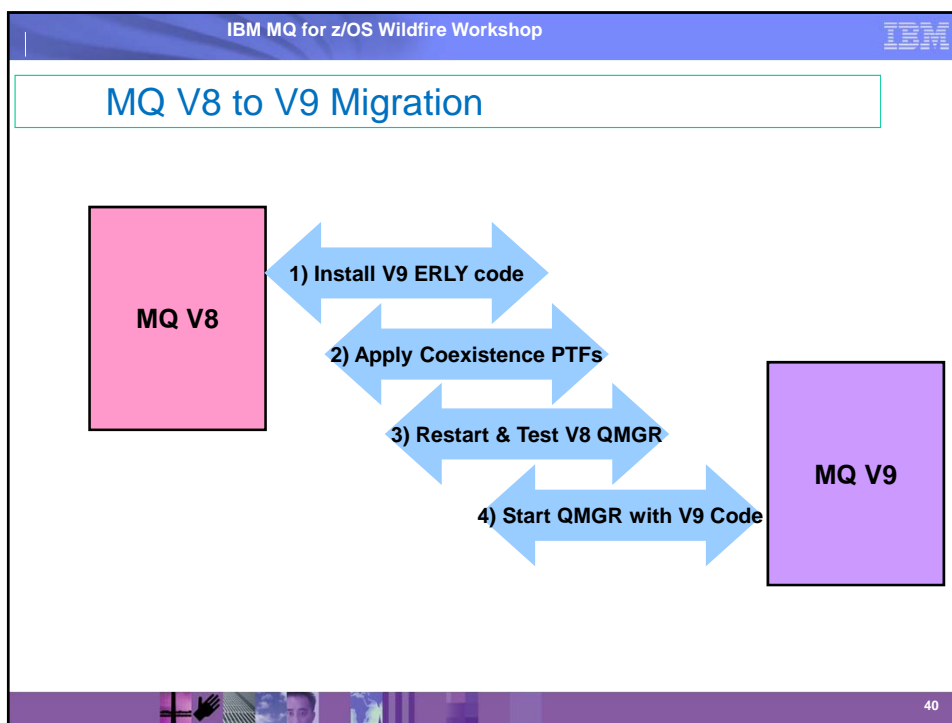 IBM MQ for z/OS Wildfire Workshop
IBM
MQ V8 to V9 Migration
1) Install V9 ERLY code
MQ V8
2) Apply Coexistence PTFs
3) Restart & Test V8 QMGR
MQ V9
4) Start QMGR with V9 Code
40